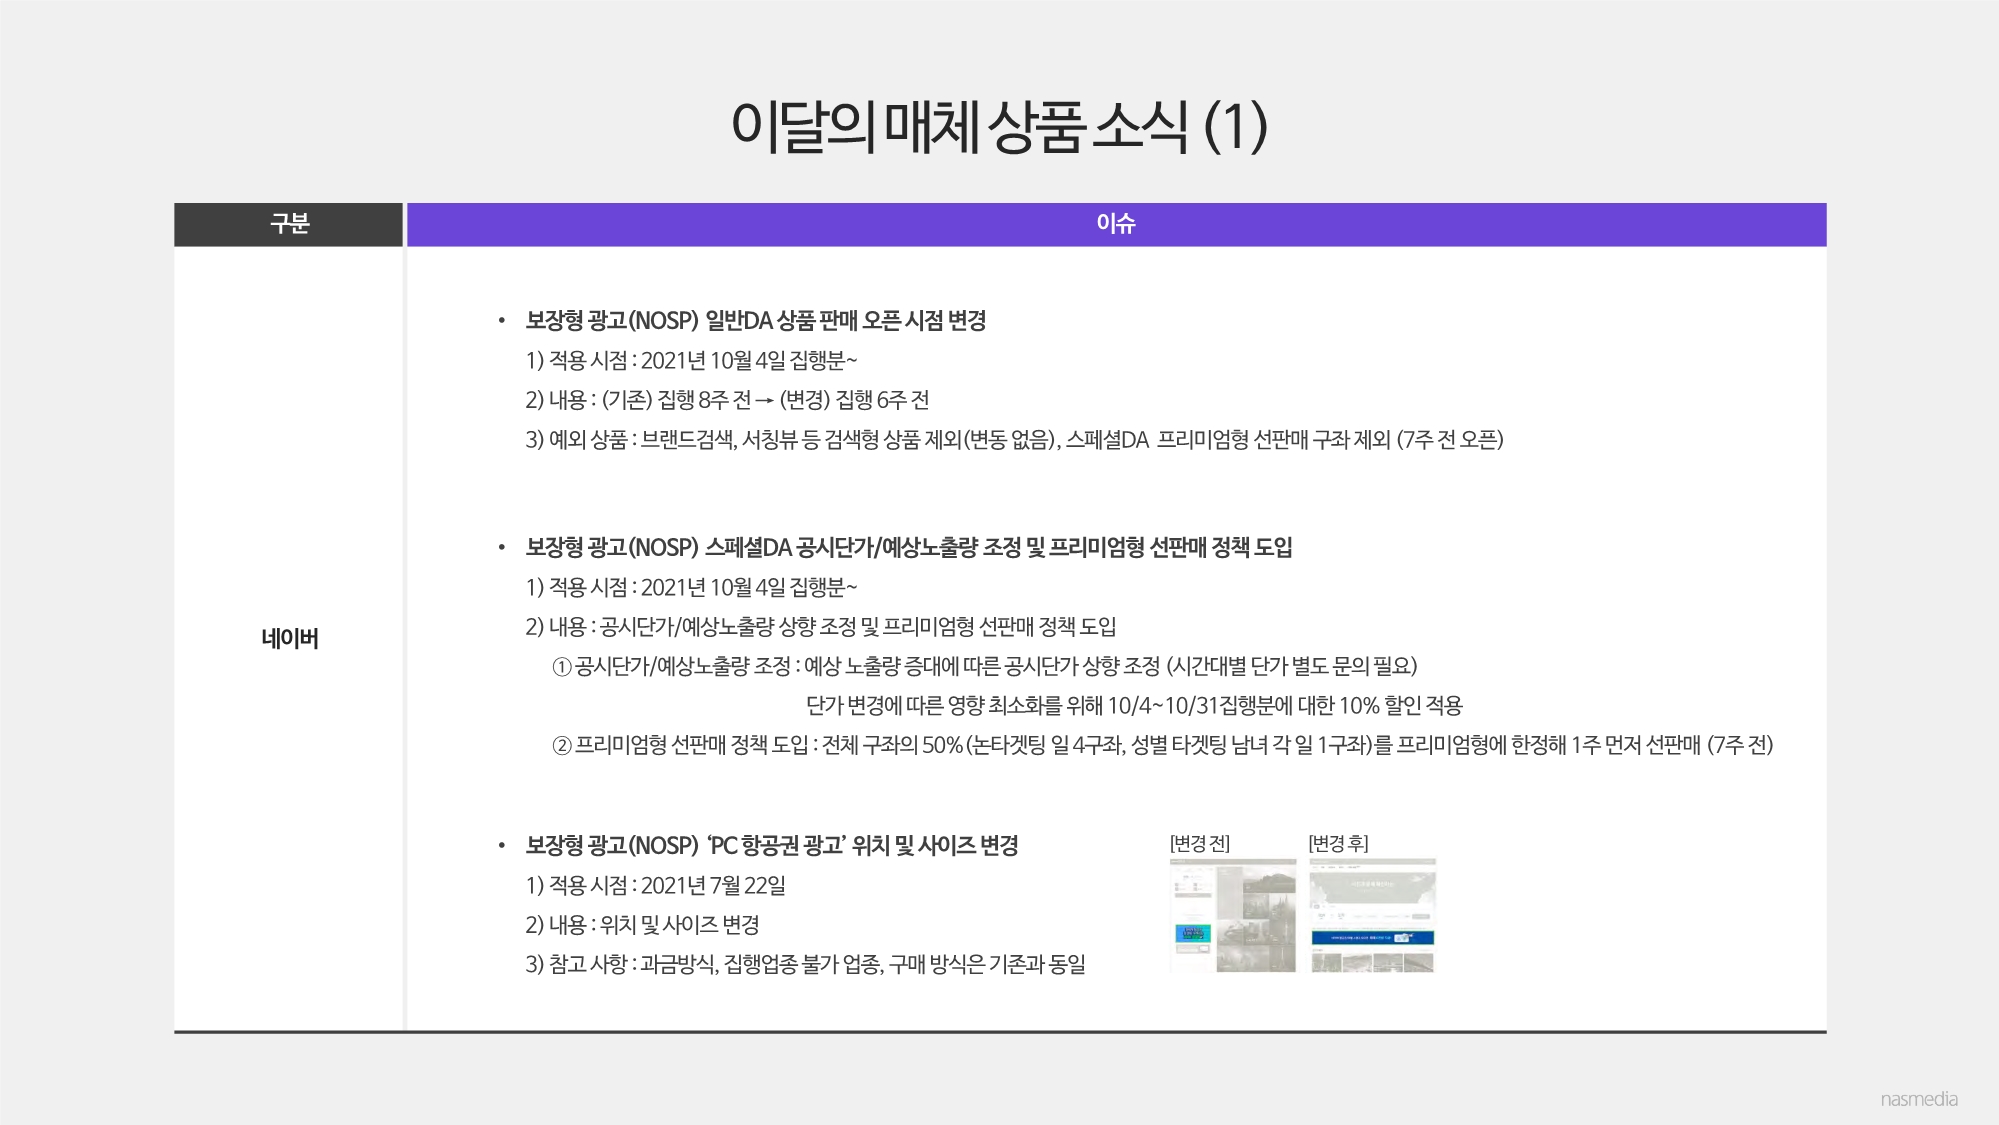 이달의 매체 상품 소식 (1)
구분
이슈
네이버
• 보장형 광고(NOSP) 일반DA 상품 판매 오픈 시점 변경
1) 적용 시점 : 2021년 10월 4일 집행분~
2) 내용 : (기존) 집행 8주 전 → (변경) 집행 6주 전
3) 예외 상품 : 브랜드검색, 서칭뷰 등 검색형 상품 제외(변동 없음), 스페셜DA 프리미엄형 선판매 구좌 제외 (7주 전 오픈)
• 보장형 광고(NOSP) 스페셜DA 공시단가/예상노출량 조정 및 프리미엄형 선판매 정책 도입
1) 적용 시점 : 2021년 10월 4일 집행분~
2) 내용 : 공시단가/예상노출량 상향 조정 및 프리미엄형 선판매 정책 도입
① 공시단가/예상노출량 조정 : 예상 노출량 증대에 따른 공시단가 상향 조정 (시간대별 단가 별도 문의 필요)
단가 변경에 따른 영향 최소화를 위해 10/4~10/31집행분에 대한 10% 할인 적용
② 프리미엄형 선판매 정책 도입 : 전체 구좌의 50%(논타겟팅 일 4구좌, 성별 타겟팅 남녀 각 일 1구좌)를 프리미엄형에 한정해 1주 먼저 선판매 (7주 전)
• 보장형 광고(NOSP) ‘PC 항공권 광고’ 위치 및 사이즈 변경
1) 적용 시점 : 2021년 7월 22일
2) 내용 : 위치 및 사이즈 변경
3) 참고 사항 : 과금방식, 집행업종 불가 업종, 구매 방식은 기존과 동일
[변경 전]
[변경 후]
nasmedia